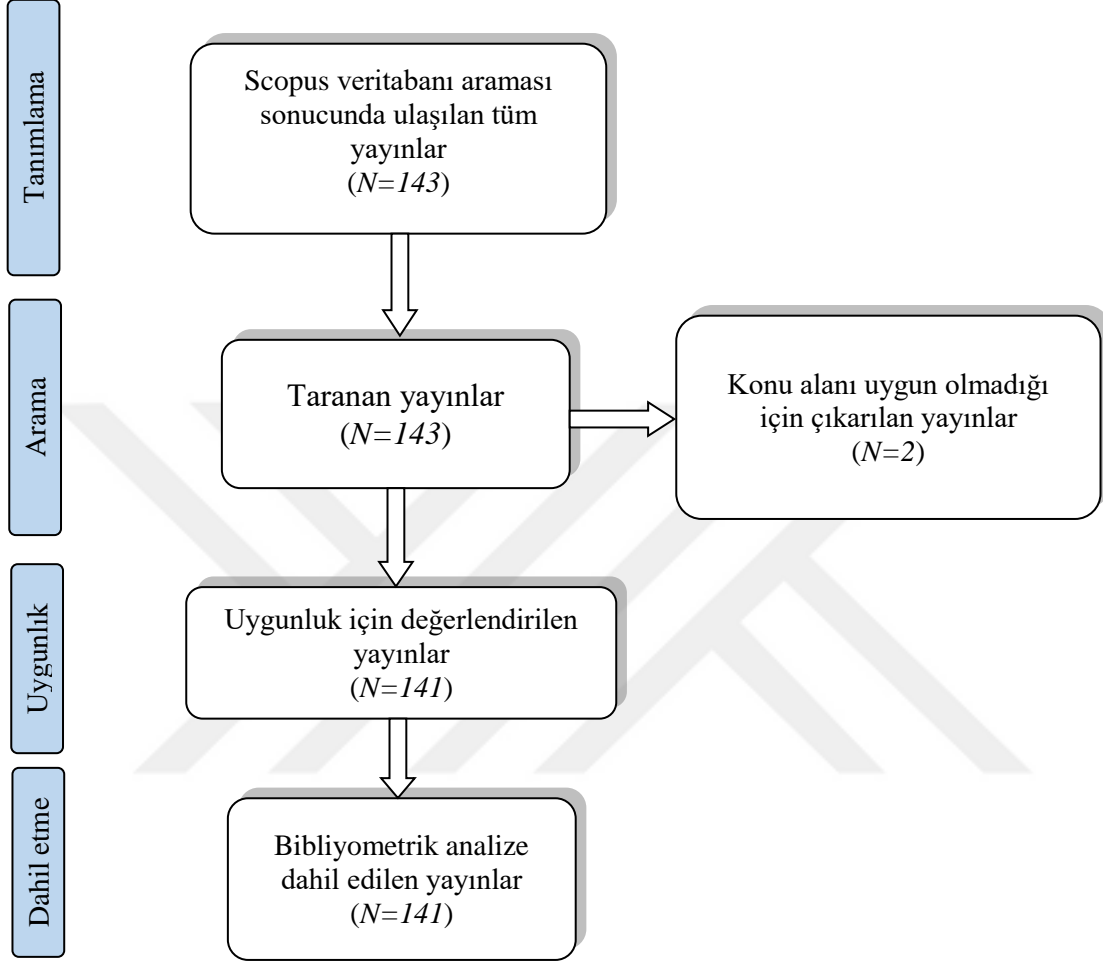 Tanımlama
Scopus veritabanı araması
sonucunda ulaşılan tüm
yayınlar
(N=143)
Arama
Taranan yayınlar
(N=143)
Konu alanı uygun olmadığı
için çıkarılan yayınlar
(N=2)
Uygunlık
Uygunluk için değerlendirilen
yayınlar
(N=141)
Dahil etme
Bibliyometrik analize
dahil edilen yayınlar
(N=141)